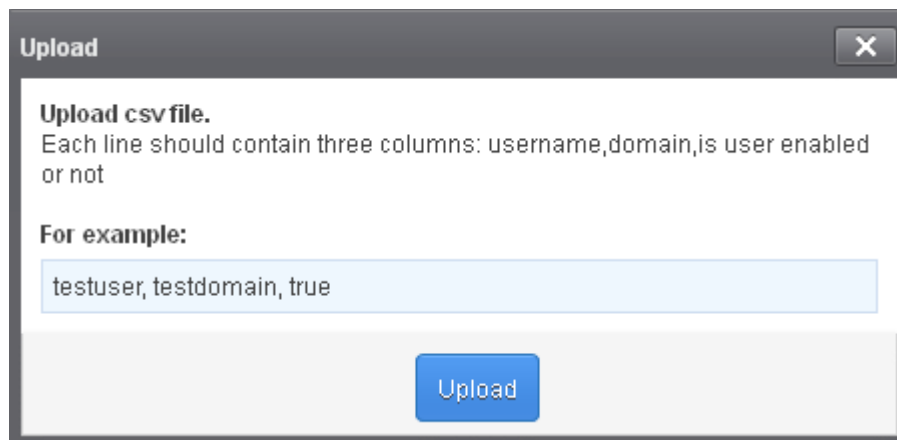 Upload
Upload csv file.
Each line should contain three columns: username,domain,is user enabled
or not
For example:
testuser, testdomain, true
Upload